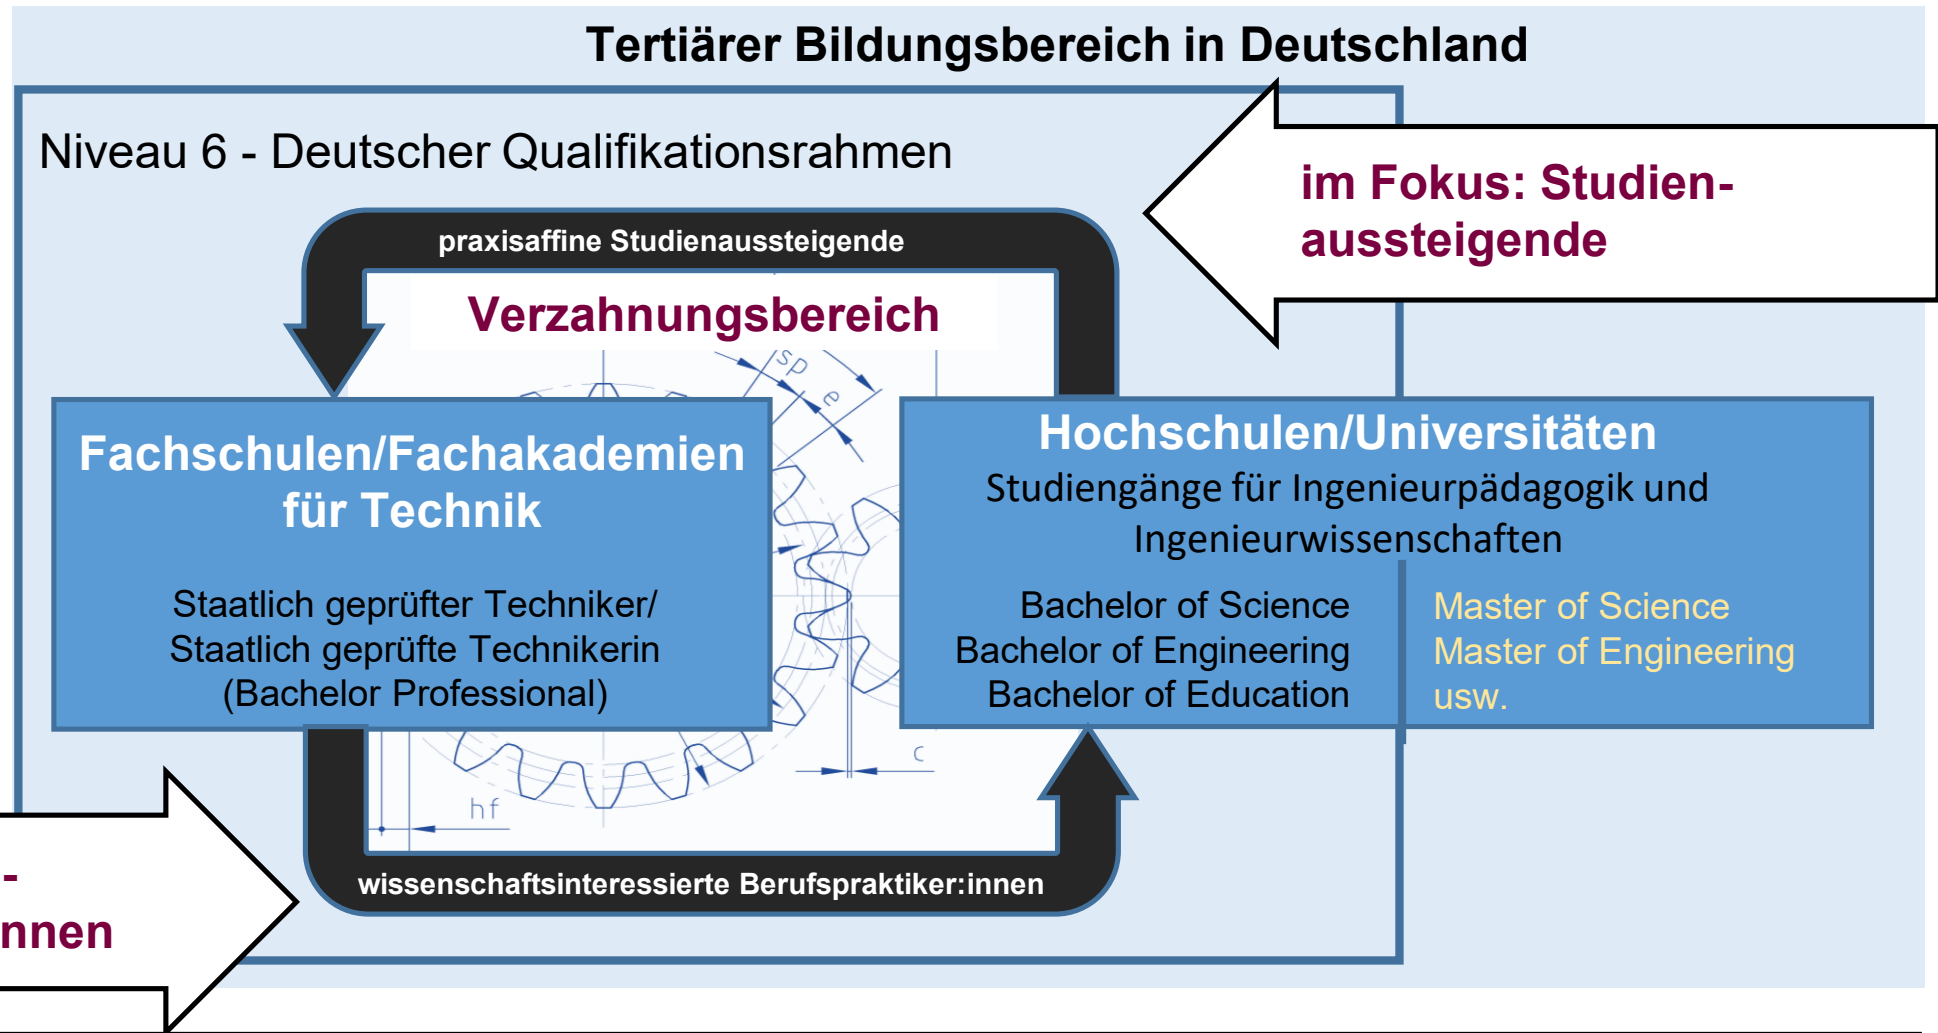 Tertiärer Bildungsbereich in Deutschland
Niveau 6 - Deutscher Qualifikationsrahmen
im Fokus: Studien-
aussteigende
praxisaffine Studienaussteigende
Verzahnungsbereich
sp
e
Fachschulen/Fachakademien
für Technik
Staatlich geprüfter Techniker/
Staatlich geprüfte Technikerin
(Bachelor Professional)
Hochschulen/Universitäten
Studiengänge für Ingenieurpädagogik und
Ingenieurwissenschaften
Bachelor of Science
Bachelor of Engineering
Bachelor of Education
Master of Science
Master of Engineering
usw.
c
hf
wissenschaftsinteressierte Berufspraktiker:innen
-
nnen